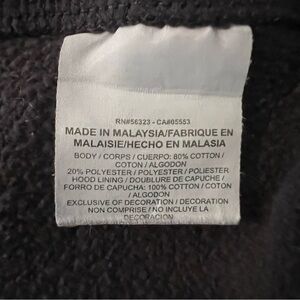 RN#56323 - CA#05553
MADE IN MALAYSIA/FABRIQUE EN
MALAISIE/HECHO EN MALASIA
BODY / CORPS / CUERPO: 80% COTTON /
COTON / ALGODON
20% POLYESTER / POLYESTER / POLIESTER
HOOD LINING / DOUBLURE DE CAPUCHE /
FORRO DE CAPUCHA: 100% COTTON / COTON
/ ALGODON
EXCLUSIVE OF DECORATION / DECORATION
NON COMPRISE / NO INCLUYE LA
DECORACION